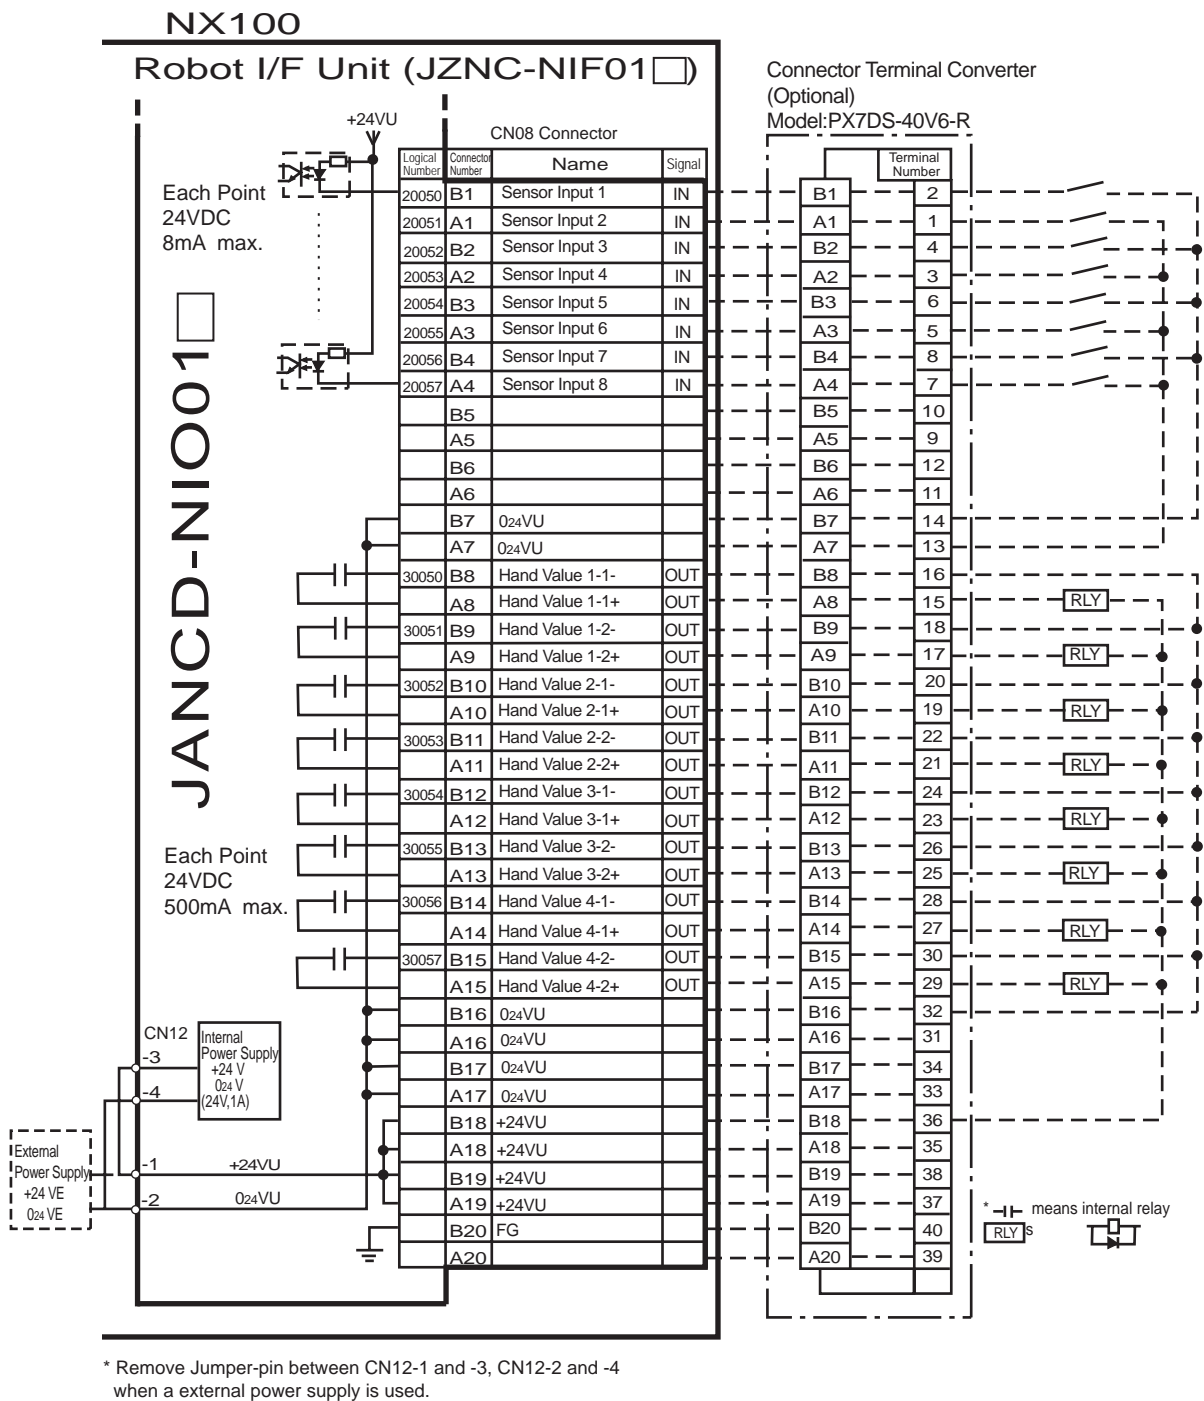 NX100
Robot I/F Unit (JZNC-NIF01□)
Connector Terminal Converter
(Optional)
Model:PX7DS-40V6-R
+24VU
CN08 Connector
Logical Number Connector Number Name Signal Terminal Number
Each Point
24VDC
8mA max.
JANCD-NIO01□
20050 B1 Sensor Input 1 IN B1 2
20051 A1 Sensor Input 2 IN A1 1
20052 B2 Sensor Input 3 IN B2 4
20053 A2 Sensor Input 4 IN A2 3
20054 B3 Sensor Input 5 IN B3 6
20055 A3 Sensor Input 6 IN A3 5
20056 B4 Sensor Input 7 IN B4 8
20057 A4 Sensor Input 8 IN A4 7
B5 B5 10
A5 A5 9
B6 B6 12
A6 A6 11
B7 024VU B7 14
A7 024VU A7 13
30050 B8 Hand Value 1-1- OUT B8 16
A8 Hand Value 1-1+ OUT A8 15 RLY
30051 B9 Hand Value 1-2- OUT B9 18
A9 Hand Value 1-2+ OUT A9 17 RLY
30052 B10 Hand Value 2-1- OUT B10 20
A10 Hand Value 2-1+ OUT A10 19 RLY
30053 B11 Hand Value 2-2- OUT B11 22
A11 Hand Value 2-2+ OUT A11 21 RLY
30054 B12 Hand Value 3-1- OUT B12 24
A12 Hand Value 3-1+ OUT A12 23 RLY
30055 B13 Hand Value 3-2- OUT B13 26
A13 Hand Value 3-2+ OUT A13 25 RLY
30056 B14 Hand Value 4-1- OUT B14 28
A14 Hand Value 4-1+ OUT A14 27 RLY
30057 B15 Hand Value 4-2- OUT B15 30
A15 Hand Value 4-2+ OUT A15 29 RLY
B16 024VU B16 32
A16 024VU A16 31
B17 024VU B17 34
A17 024VU A17 33
B18 +24VU B18 36
A18 +24VU A18 35
B19 +24VU B19 38
A19 +24VU A19 37
B20 FG B20 40
A20 A20 39
Each Point
24VDC
500mA max.
CN12
-3
-4
Internal
Power Supply
+24 V
024 V
(24V,1A)
External
Power Supply
+24 VE
024 VE
-1 +24VU
-2 024VU
* means internal relay
RLY s
* Remove Jumper-pin between CN12-1 and -3, CN12-2 and -4
when a external power supply is used.